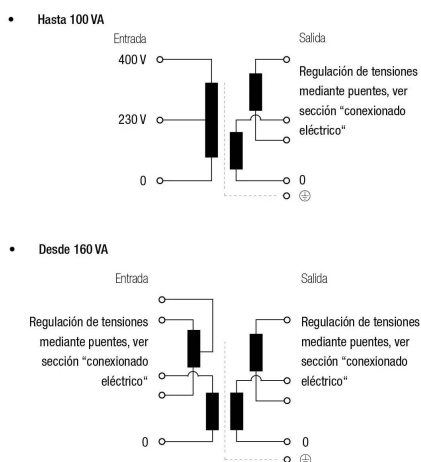 • Hasta 100 VA
Entrada
Salida
400 V
230 V
0
Regulación de tensiones
mediante puentes, ver
sección “conexionado
eléctrico“
0
• Desde 160 VA
Entrada
Salida
Regulación de tensiones
mediante puentes, ver
sección “conexionado
eléctrico“
0
Regulación de tensiones
mediante puentes, ver
sección “conexionado
eléctrico“
0